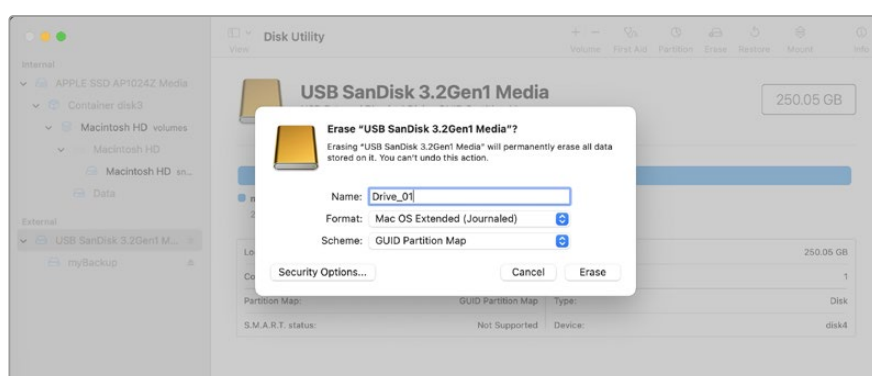 Disk Utility
View
Volume First Aid Partition Erase Restore Mount Info
Internal
APPLE SSD AP1024Z Media
Container disk3
Macintosh HD volumes
Macintosh HD
Macintosh HD sn...
Data
External
USB SanDisk 3.2Gen1 M...
myBackup
USB SanDisk 3.2Gen1 Media
250.05 GB
Erase “USB SanDisk 3.2Gen1 Media”?
Erasing “USB SanDisk 3.2Gen1 Media” will permanently erase all data
stored on it. You can’t undo this action.
Name: Drive_01
Format: Mac OS Extended (Journaled)
Scheme: GUID Partition Map
Security Options... Cancel Erase
250.05 GB
1
Partition Map: GUID Partition Map Type: Disk
S.M.A.R.T. status: Not Supported Device: disk4